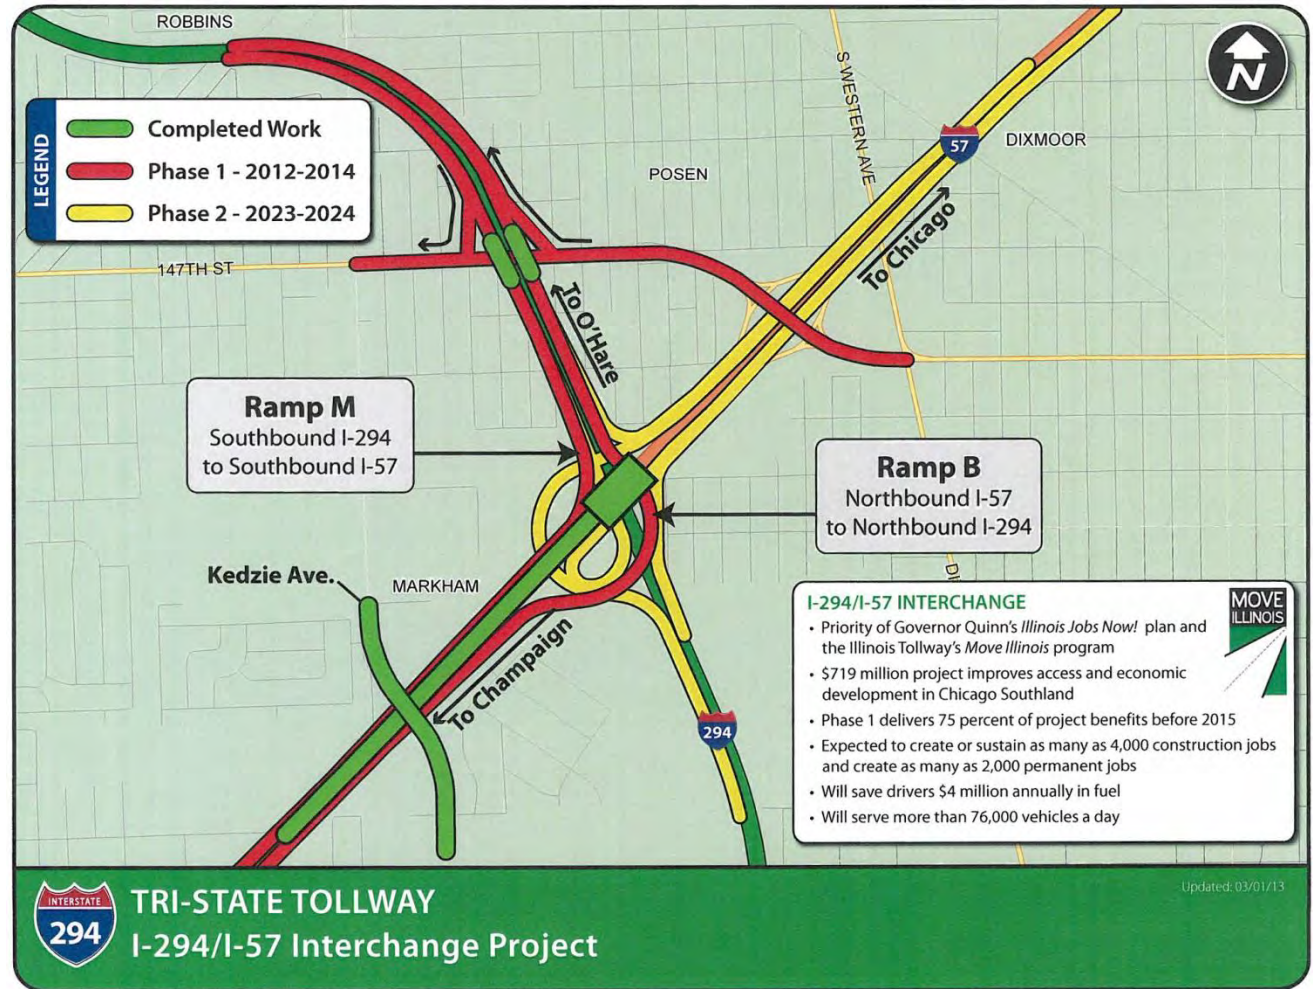 ROBBINS
N
LEGEND
Completed Work
Phase 1 - 2012-2014
Phase 2 - 2023-2024
S WESTERN AVE
57
DIXMOOR
POSEN
147TH ST
To Chicago
To O'Hare
Ramp M
Southbound I-294
to Southbound I-57
Ramp B
Northbound I-57
to Northbound I-294
Kedzie Ave.
MARKHAM
To Champaign
294
I-294/I-57 INTERCHANGE
MOVE
ILLINOIS
• Priority of Governor Quinn's Illinois Jobs Now! plan and
the Illinois Tollway's Move Illinois program
• $719 million project improves access and economic
development in Chicago Southland
• Phase 1 delivers 75 percent of project benefits before 2015
• Expected to create or sustain as many as 4,000 construction jobs
and create as many as 2,000 permanent jobs
• Will save drivers $4 million annually in fuel
• Will serve more than 76,000 vehicles a day
Updated: 03/01/13
INTERSTATE
294
TRI-STATE TOLLWAY
I-294/I-57 Interchange Project